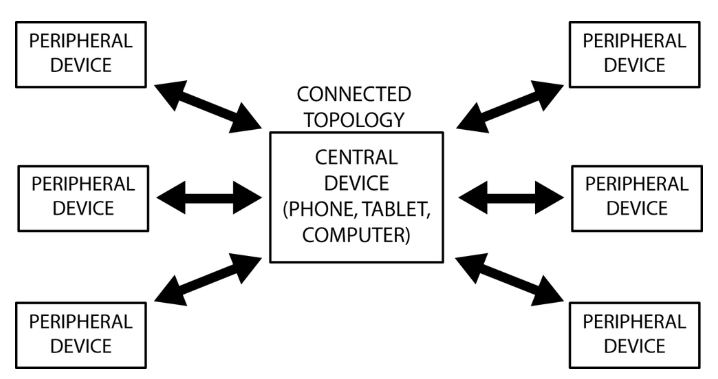 PERIPHERAL
DEVICE
PERIPHERAL
DEVICE
CONNECTED
TOPOLOGY
PERIPHERAL
DEVICE
CENTRAL
DEVICE
(PHONE, TABLET,
COMPUTER)
PERIPHERAL
DEVICE
PERIPHERAL
DEVICE
PERIPHERAL
DEVICE